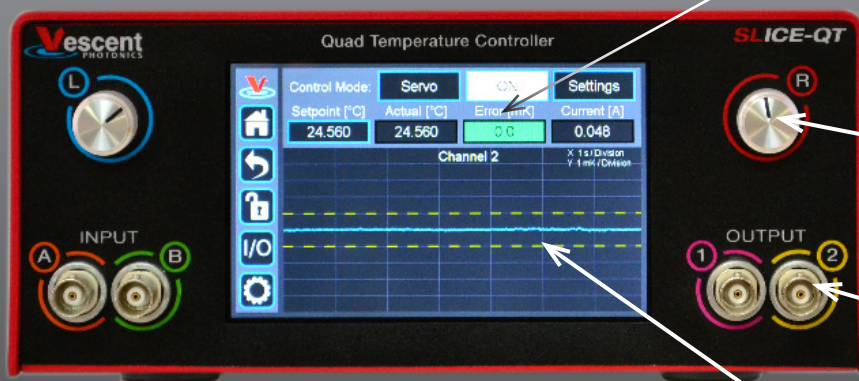 Vescent
PHOTONICS
Quad Temperature Controller
SLICE-QT
L
R
Control Mode: Servo ON Settings
Setpoint [°C] Actual [°C] Error [mK] Current [A]
24.560 24.560 0.0 0.048
Channel 2
X 1 s / Division
Y 1 mK / Division
I/O
INPUT
A B
OUTPUT
1 2